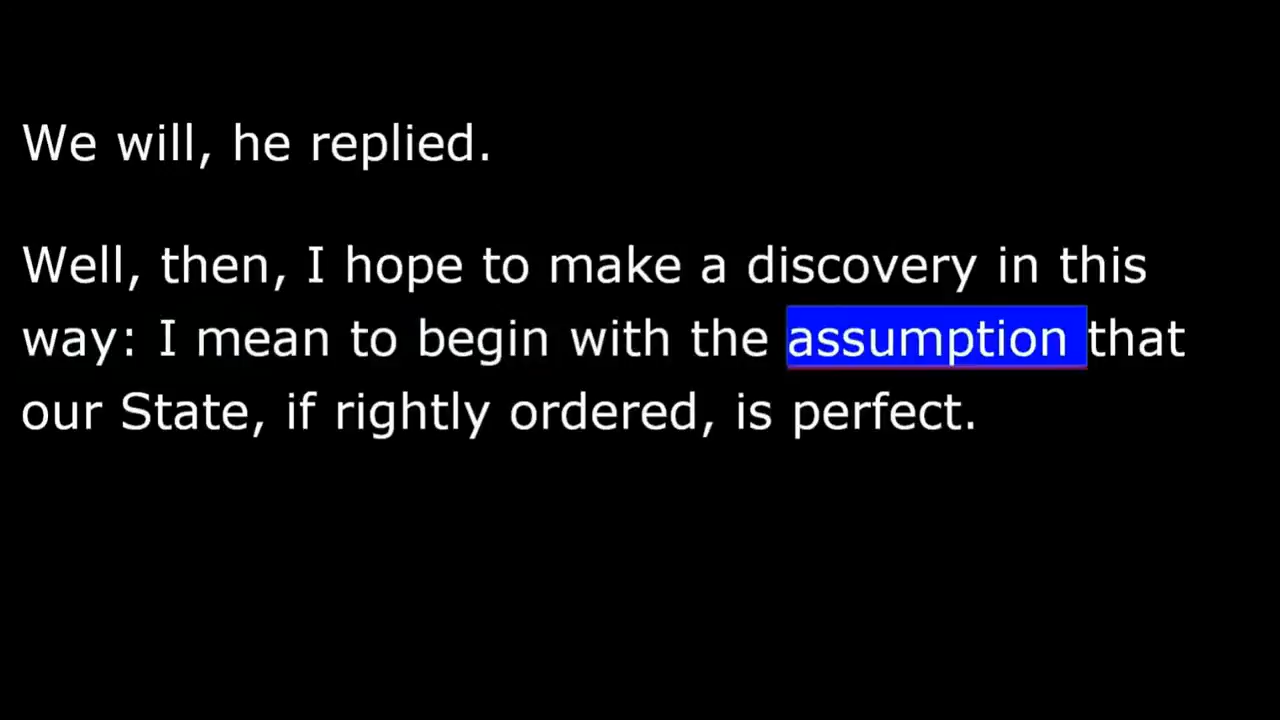 We will, he replied.
Well, then, I hope to make a discovery in this
way: I mean to begin with the assumption that
our State, if rightly ordered, is perfect.